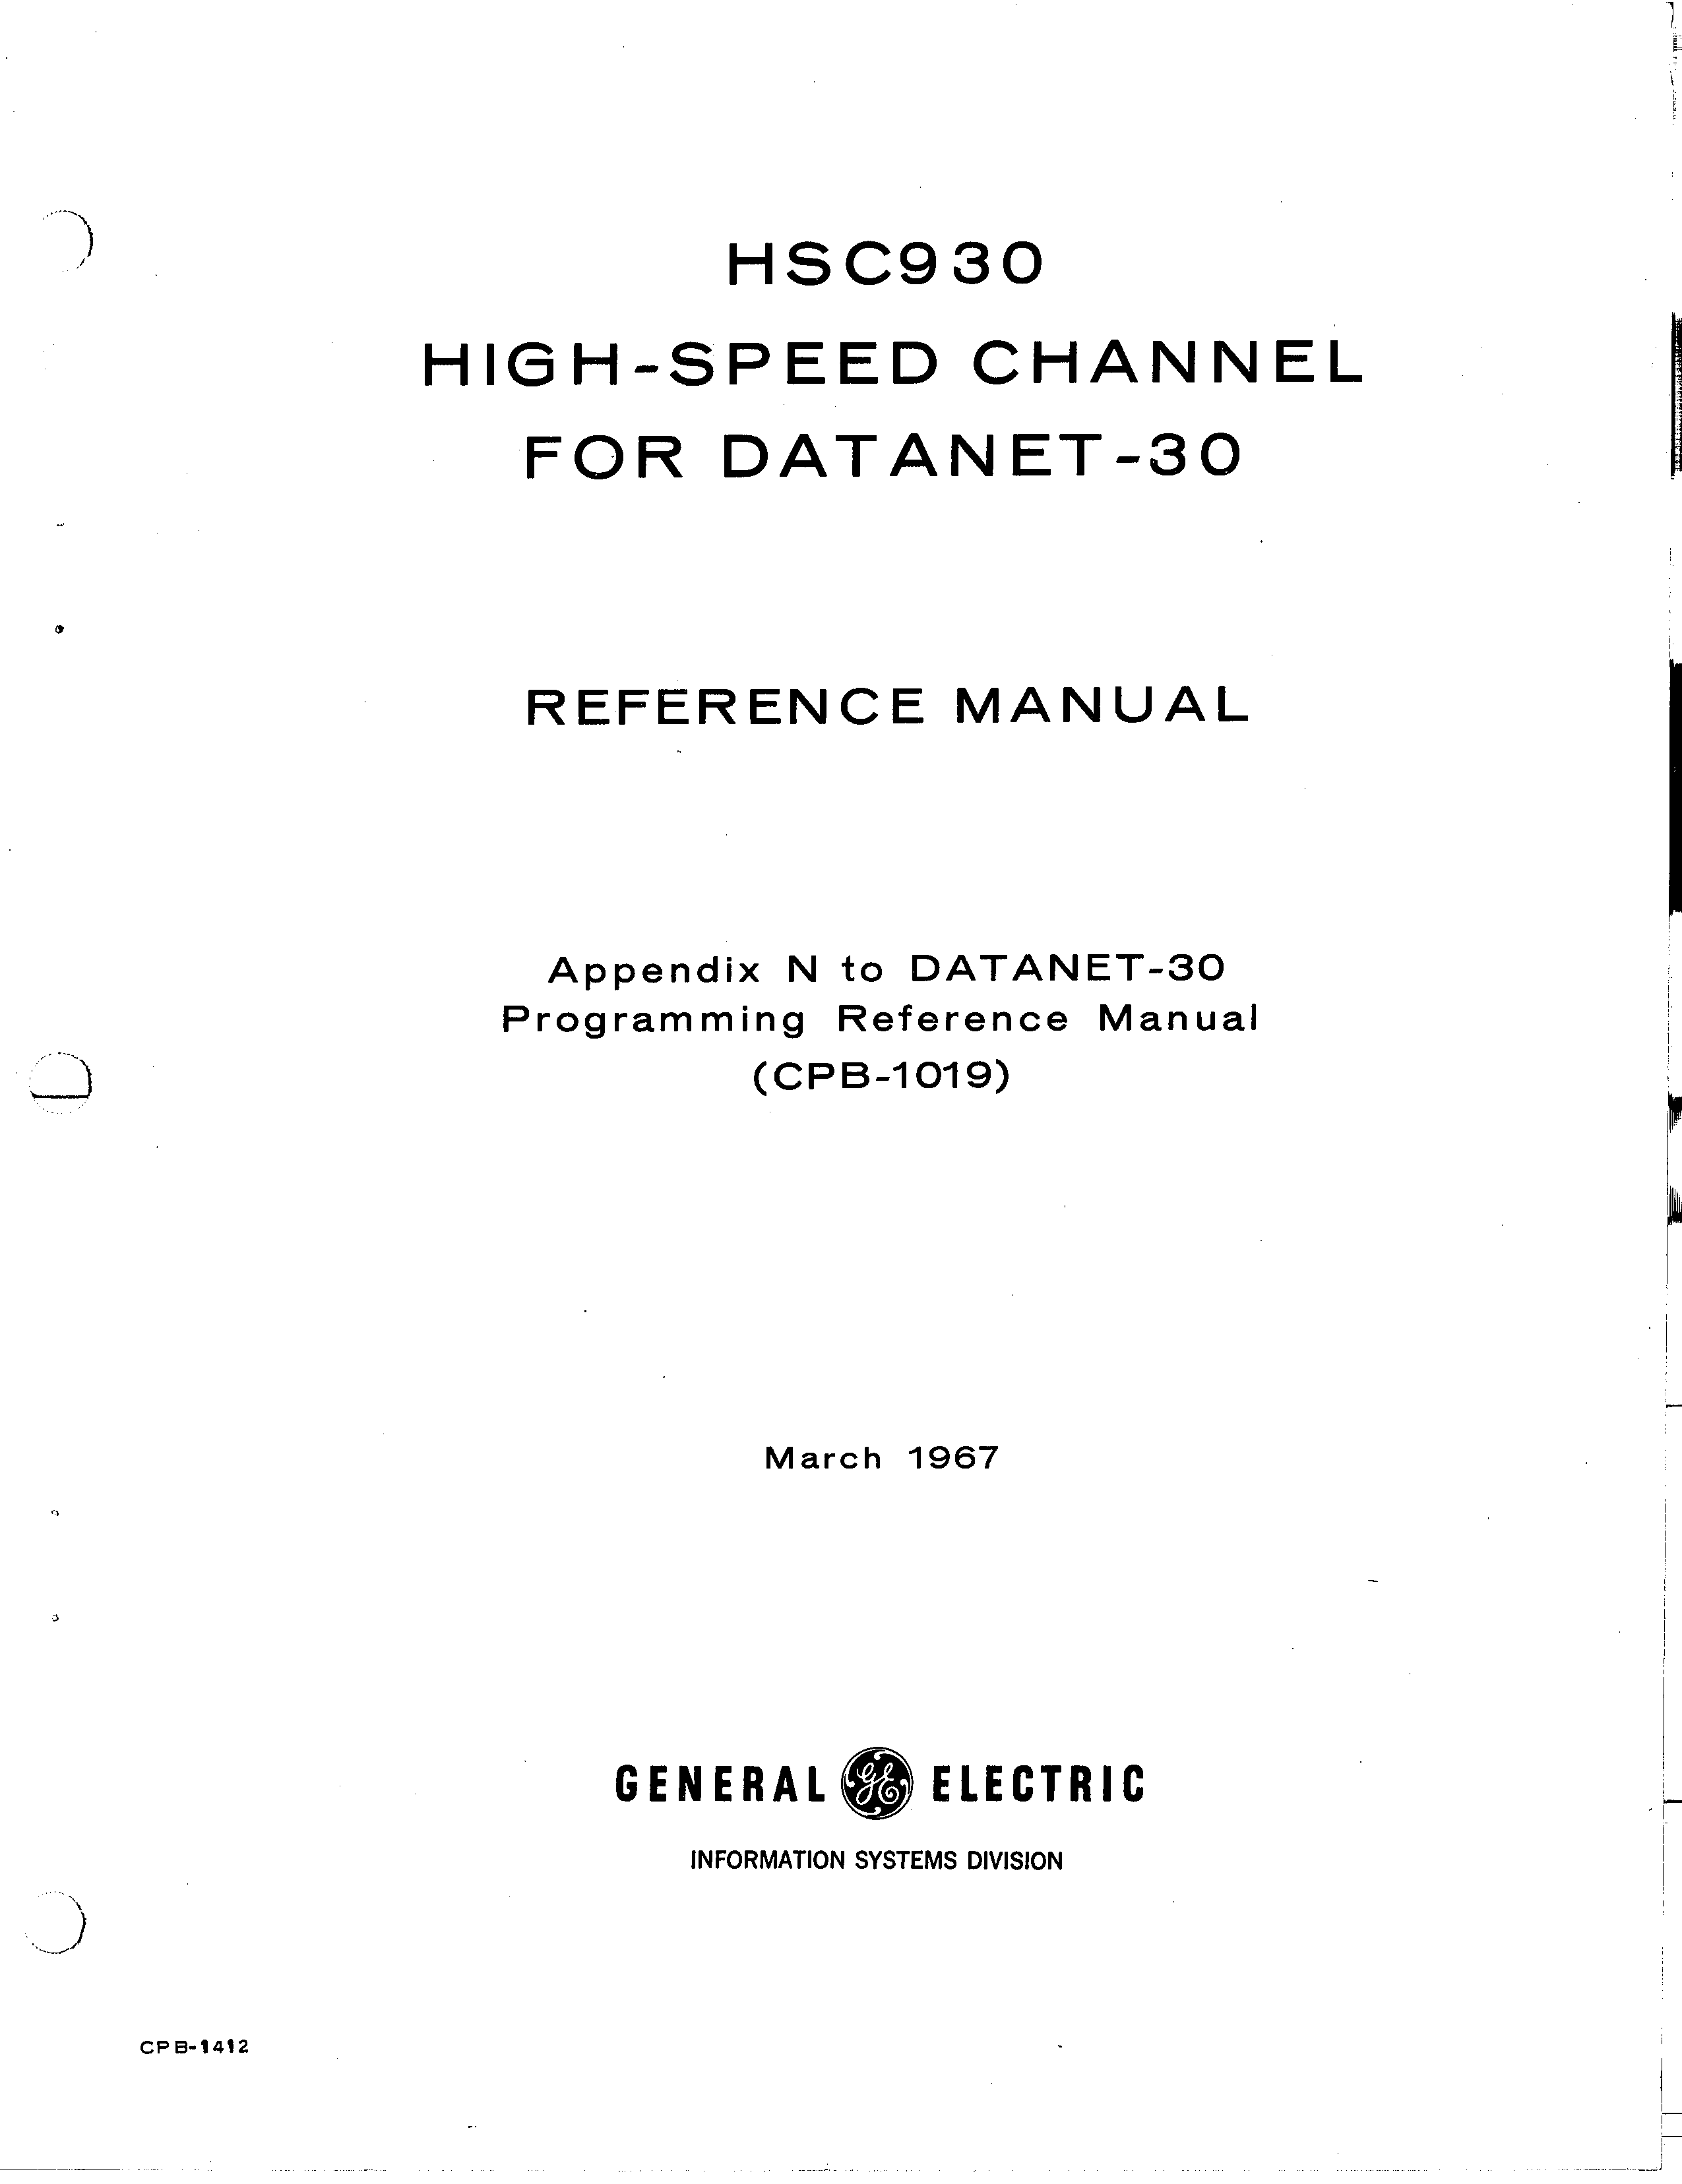 HSC930
HIGH-SPEED CHANNEL
FOR DATANET-30
REFERENCE MANUAL
Appendix N to DATANET-30
Programming Reference Manual
(CPB-1019)
March 1967
GENERAL GE ELECTRIC
INFORMATION SYSTEMS DIVISION
CPB-1412